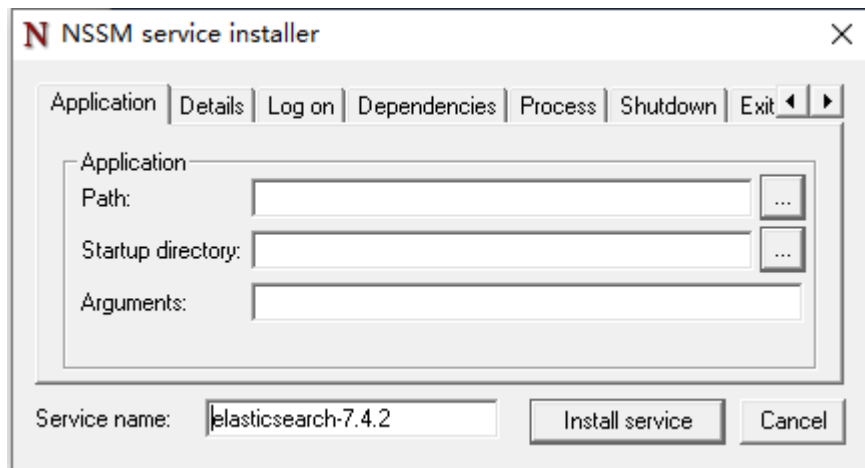 N NSSM service installer
Application Details Log on Dependencies Process Shutdown Exit
Application
Path:
...
Startup directory:
...
Arguments:
Service name: elasticsearch-7.4.2 Install service Cancel